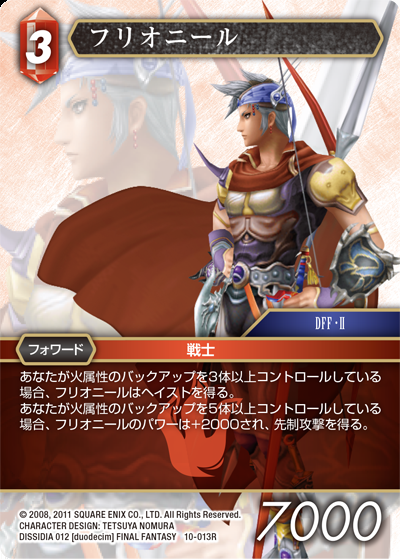 3
フリオニール
DFF・II
フォワード
戦士
あなたが火属性のバックアップを3体以上コントロールしている
場合、フリオニールはヘイストを得る。
あなたが火属性のバックアップを5体以上コントロールしている
場合、フリオニールのパワーは+2000され、先制攻撃を得る。
© 2008, 2011 SQUARE ENIX CO., LTD. All Rights Reserved.
CHARACTER DESIGN: TETSUYA NOMURA
DISSIDIA 012 [duodecim] FINAL FANTASY 10-013R
7000